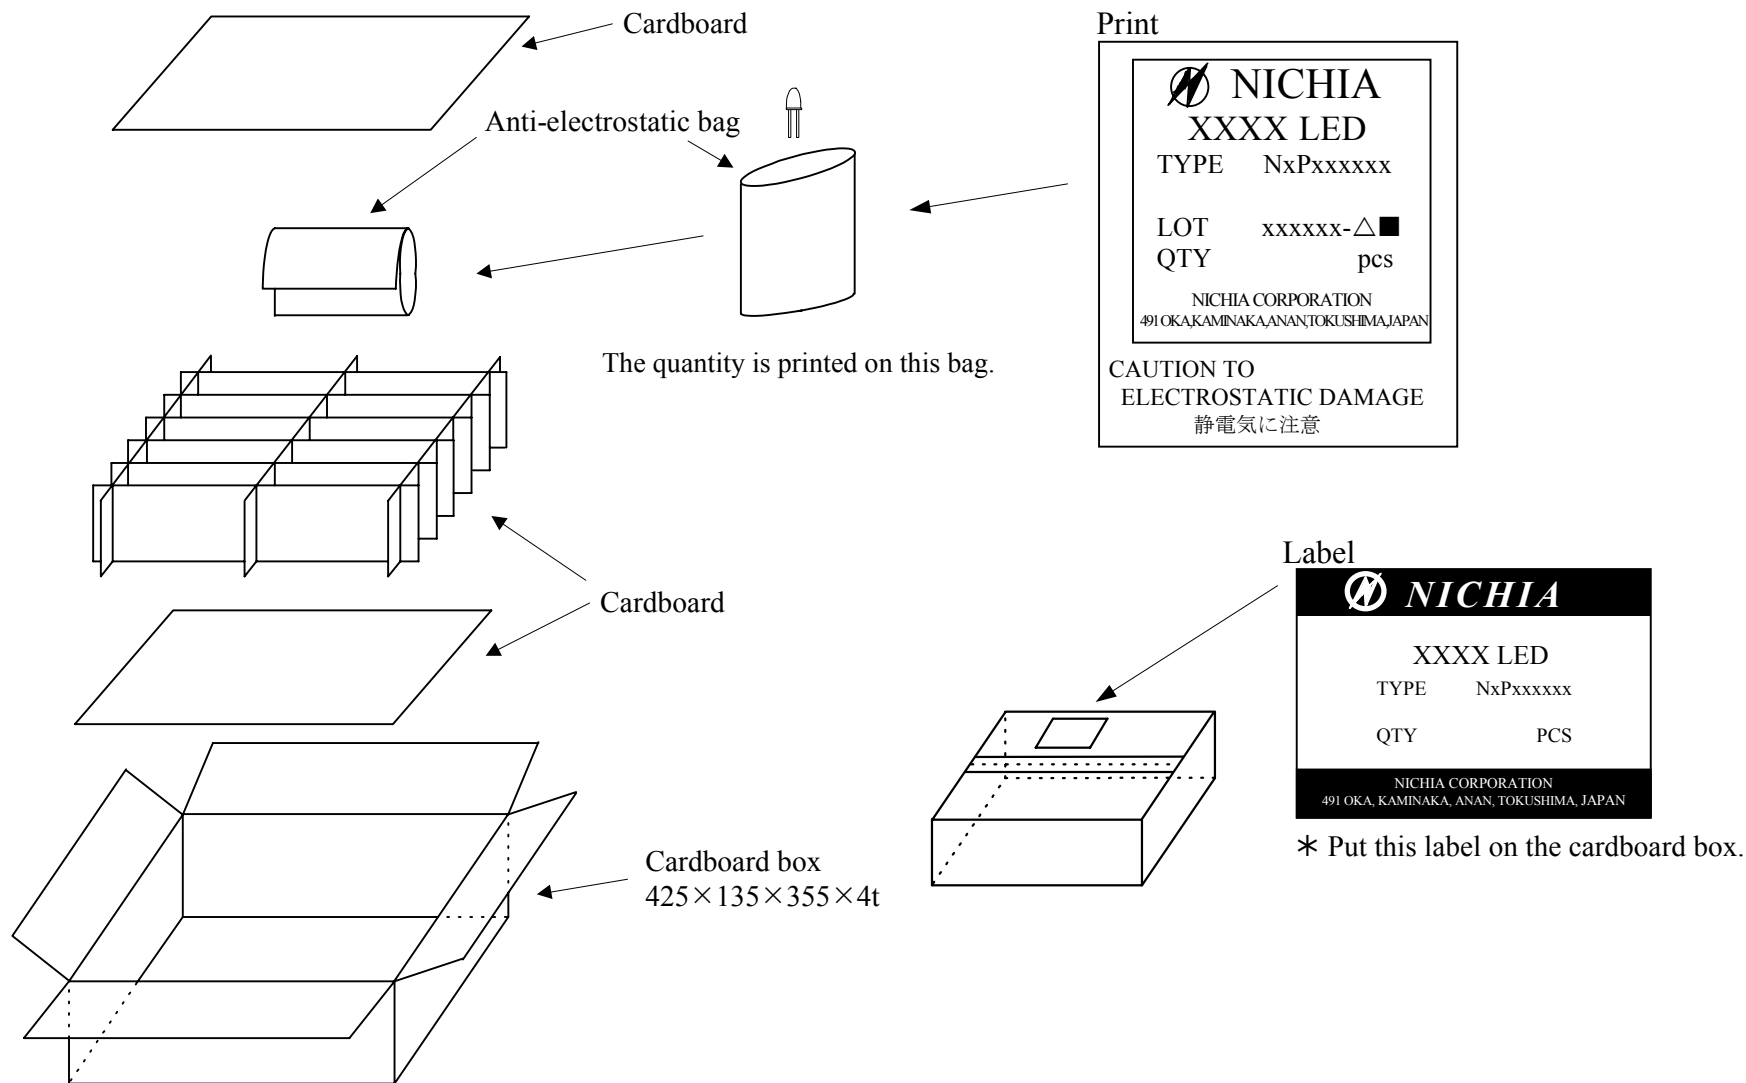 Cardboard
Anti-electrostatic bag
The quantity is printed on this bag.
Cardboard
Cardboard box
425×135×355×4t
Print
NICHIA
XXXX LED
TYPE NxPxxxxxx
LOT xxxxxx-△■
QTY pcs
NICHIA CORPORATION
491 OKA,KAMINAKA,ANAN,TOKUSHIMA,JAPAN
CAUTION TO
ELECTROSTATIC DAMAGE
静電気に注意
Label
NICHIA
XXXX LED
TYPE NxPxxxxxx
QTY PCS
NICHIA CORPORATION
491 OKA, KAMINAKA, ANAN, TOKUSHIMA, JAPAN
＊ Put this label on the cardboard box.